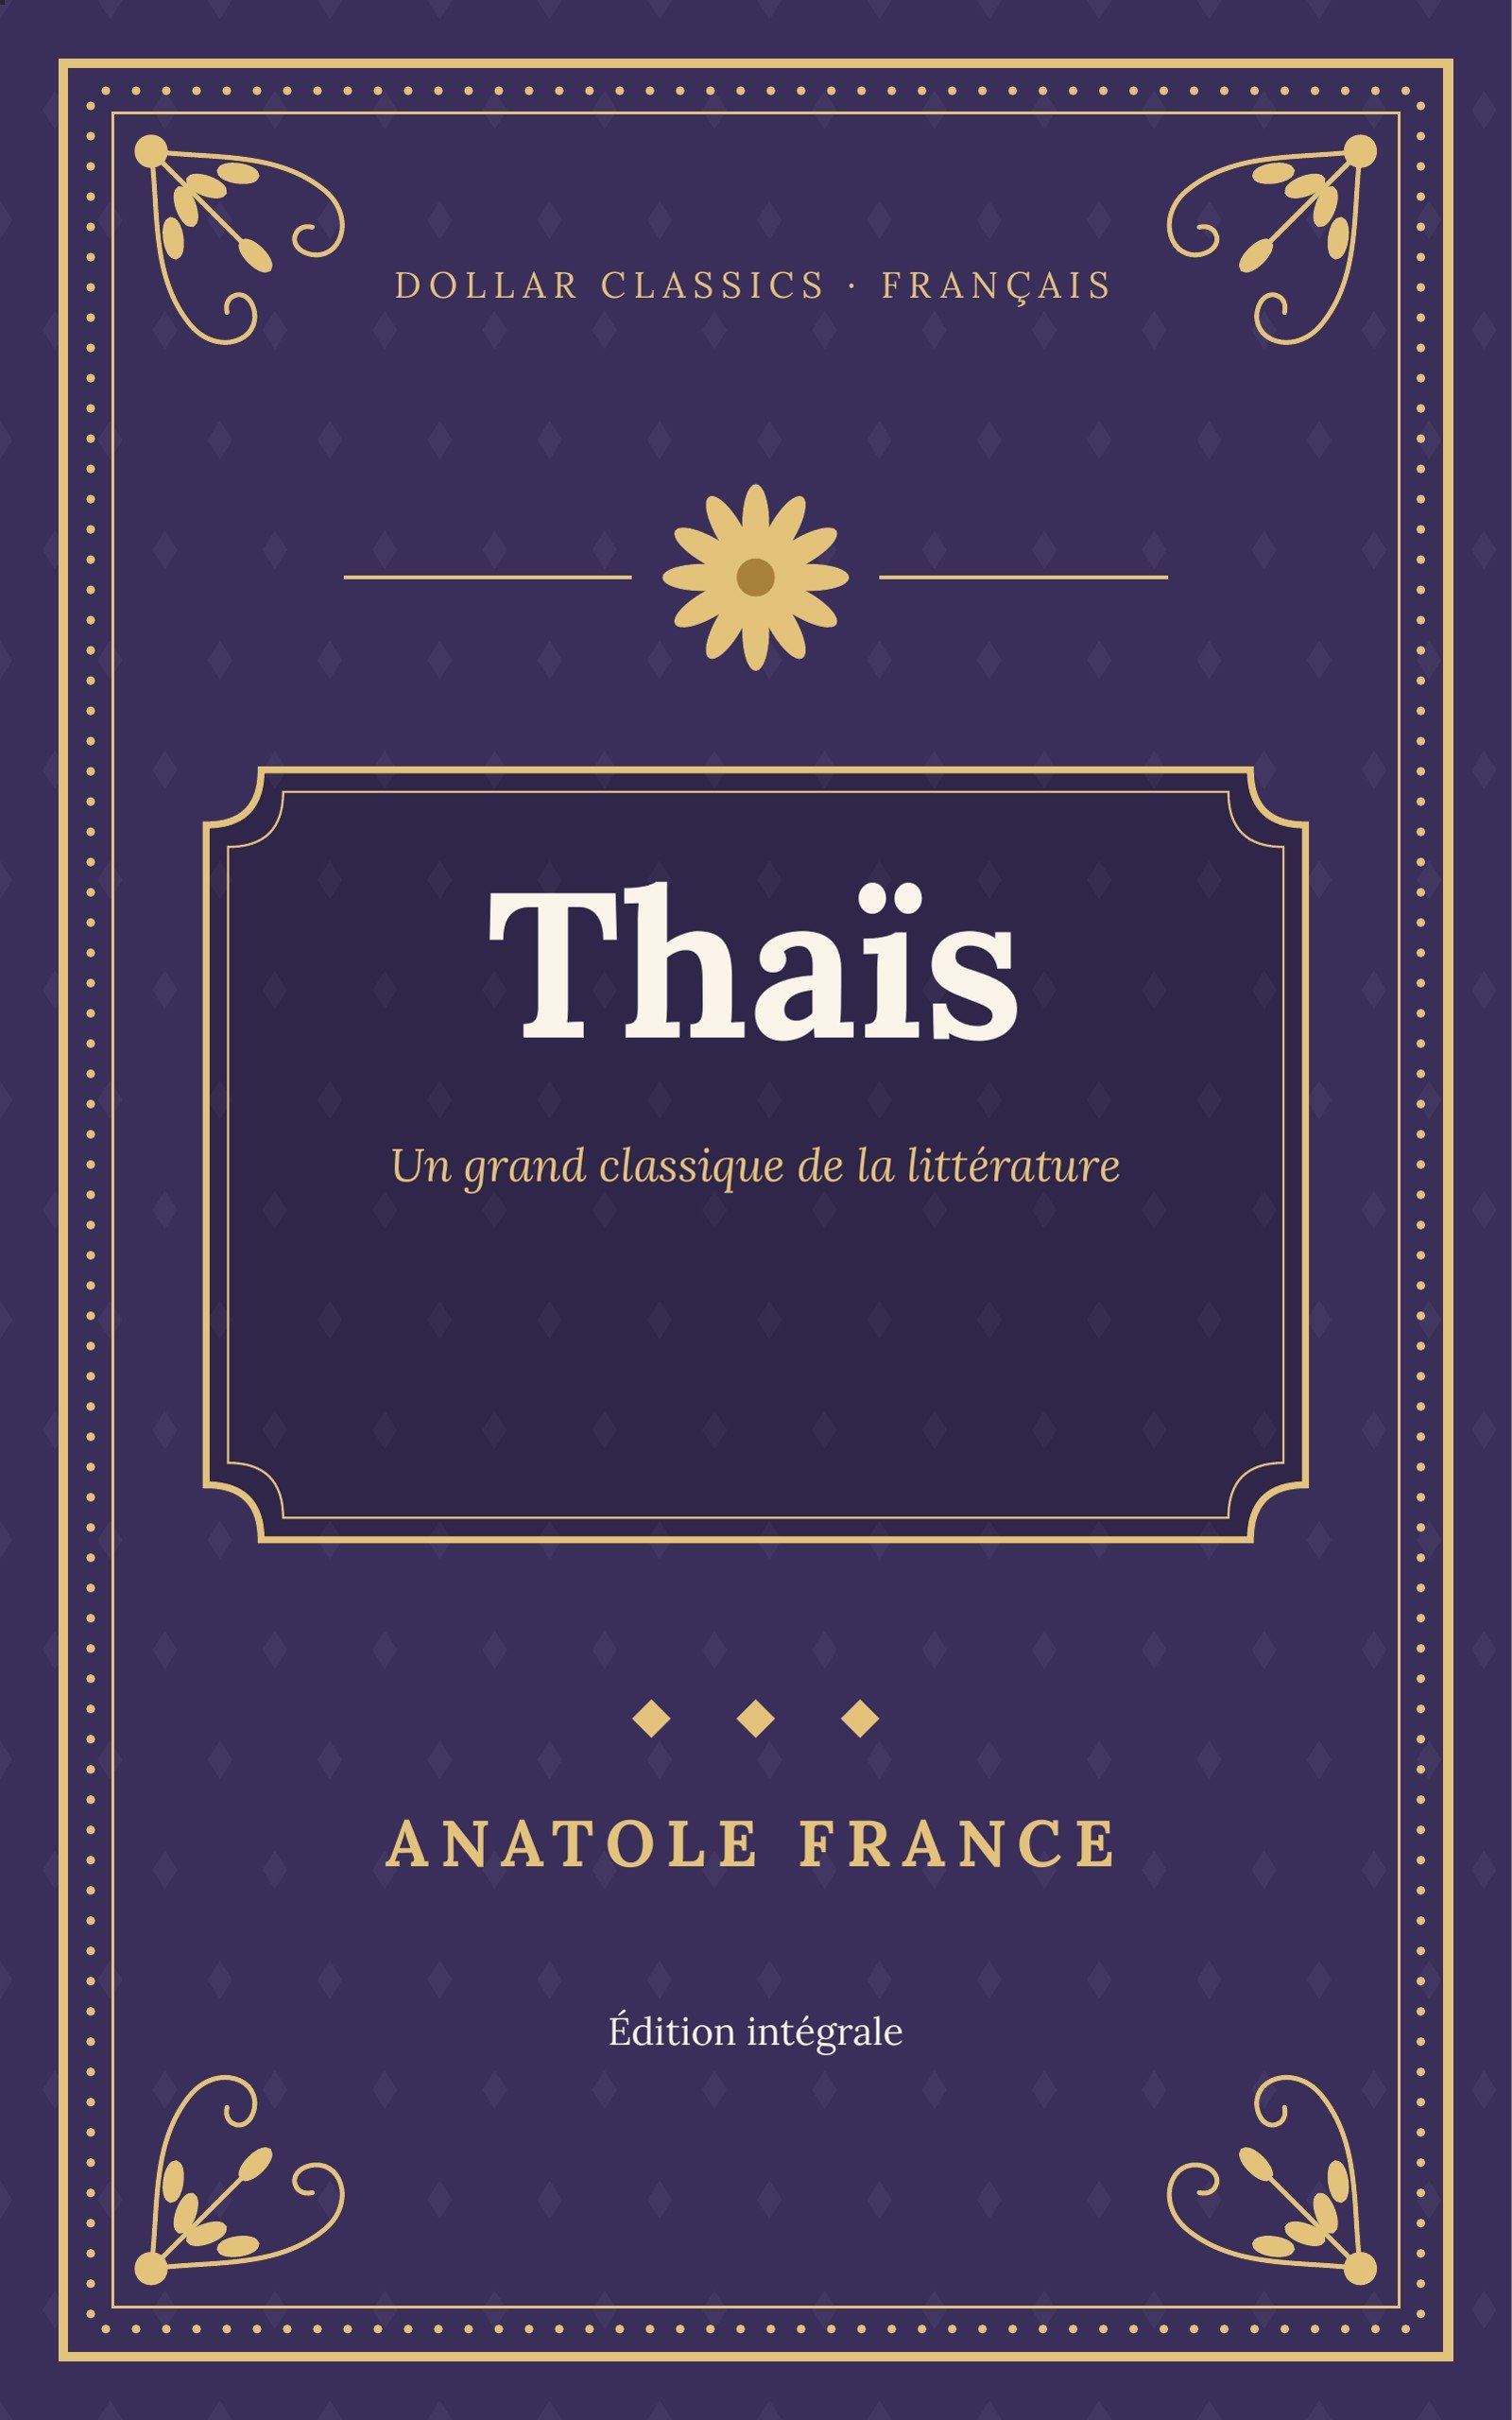 DOLLAR CLASSICS · FRANÇAIS
Thaïs
Un grand classique de la littérature
ANATOLE FRANCE
Édition intégrale